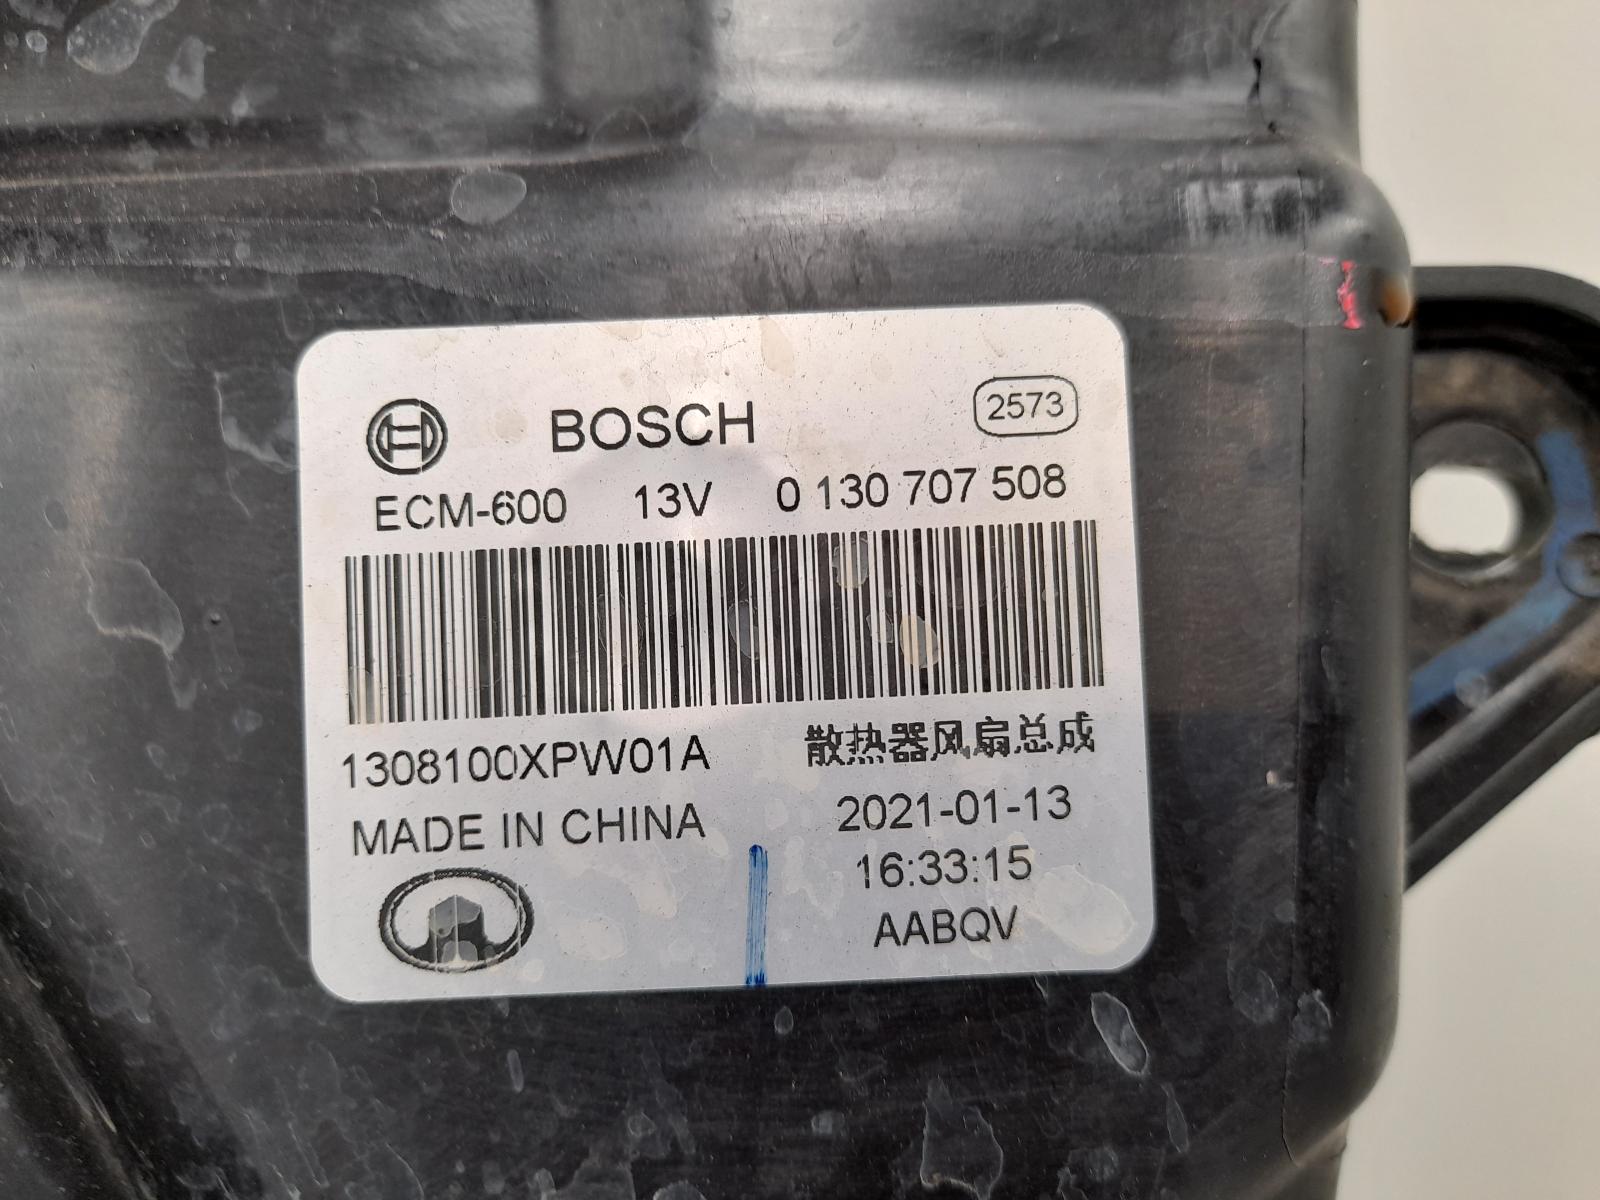 BOSCH 2573
ECM-600 13V 0 130 707 508
1308100XPW01A 散热器风扇总成
MADE IN CHINA 2021-01-13
16:33:15
AABQV